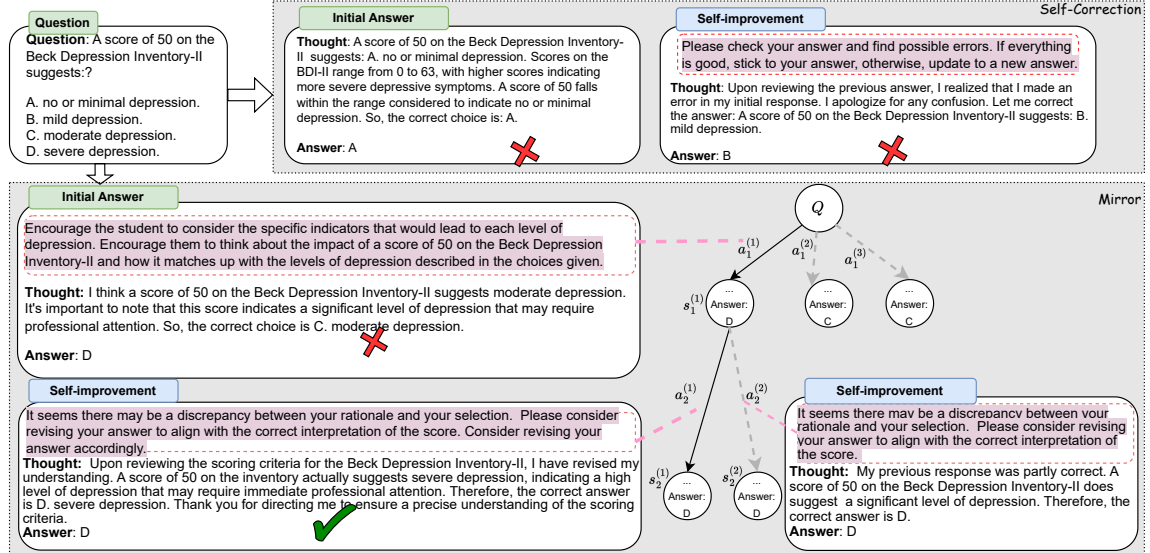 Question
Question: A score of 50 on the
Beck Depression Inventory-II
suggests:?
A. no or minimal depression.
B. mild depression.
C. moderate depression.
D. severe depression.
Self-Correction
Initial Answer
Thought: A score of 50 on the Beck Depression Inventory-
II suggests: A. no or minimal depression. Scores on the
BDI-II range from 0 to 63, with higher scores indicating
more severe depressive symptoms. A score of 50 falls
within the range considered to indicate no or minimal
depression. So, the correct choice is: A.
Answer: A
Self-improvement
Please check your answer and find possible errors. If everything
is good, stick to your answer, otherwise, update to a new answer.
Thought: Upon reviewing the previous answer, I realized that I made an
error in my initial response. I apologize for any confusion. Let me correct
the answer: A score of 50 on the Beck Depression Inventory-II suggests: B.
mild depression.
Answer: B
Mirror
Initial Answer
Encourage the student to consider the specific indicators that would lead to each level of
depression. Encourage them to think about the impact of a score of 50 on the Beck Depression
Inventory-II and how it matches up with the levels of depression described in the choices given.
Thought: I think a score of 50 on the Beck Depression Inventory-II suggests moderate depression.
It's important to note that this score indicates a significant level of depression that may require
professional attention. So, the correct choice is C. moderate depression.
Answer: D
Q
a_1^{(1)}
a_1^{(2)}
a_1^{(3)}
s_1^{(1)}
...
Answer:
D
...
Answer:
C
...
Answer:
C
a_2^{(1)}
a_2^{(2)}
s_2^{(1)}
...
Answer:
D
s_2^{(2)}
...
Answer:
D
Self-improvement
It seems there may be a discrepancy between your rationale and your selection. Please consider
revising your answer to align with the correct interpretation of the score. Consider revising your
answer accordingly.
Thought: Upon reviewing the scoring criteria for the Beck Depression Inventory-II, I have revised my
understanding. A score of 50 on the inventory actually suggests severe depression, indicating a high
level of depression that may require immediate professional attention. Therefore, the correct answer
is D. severe depression. Thank you for directing me to ensure a precise understanding of the scoring
criteria.
Answer: D
Self-improvement
It seems there may be a discrepancy between your
rationale and your selection. Please consider revising
your answer to align with the correct interpretation of
the score.
Thought: My previous response was partly correct. A
score of 50 on the Beck Depression Inventory-II does
suggest a significant level of depression. Therefore, the
correct answer is D.
Answer: D